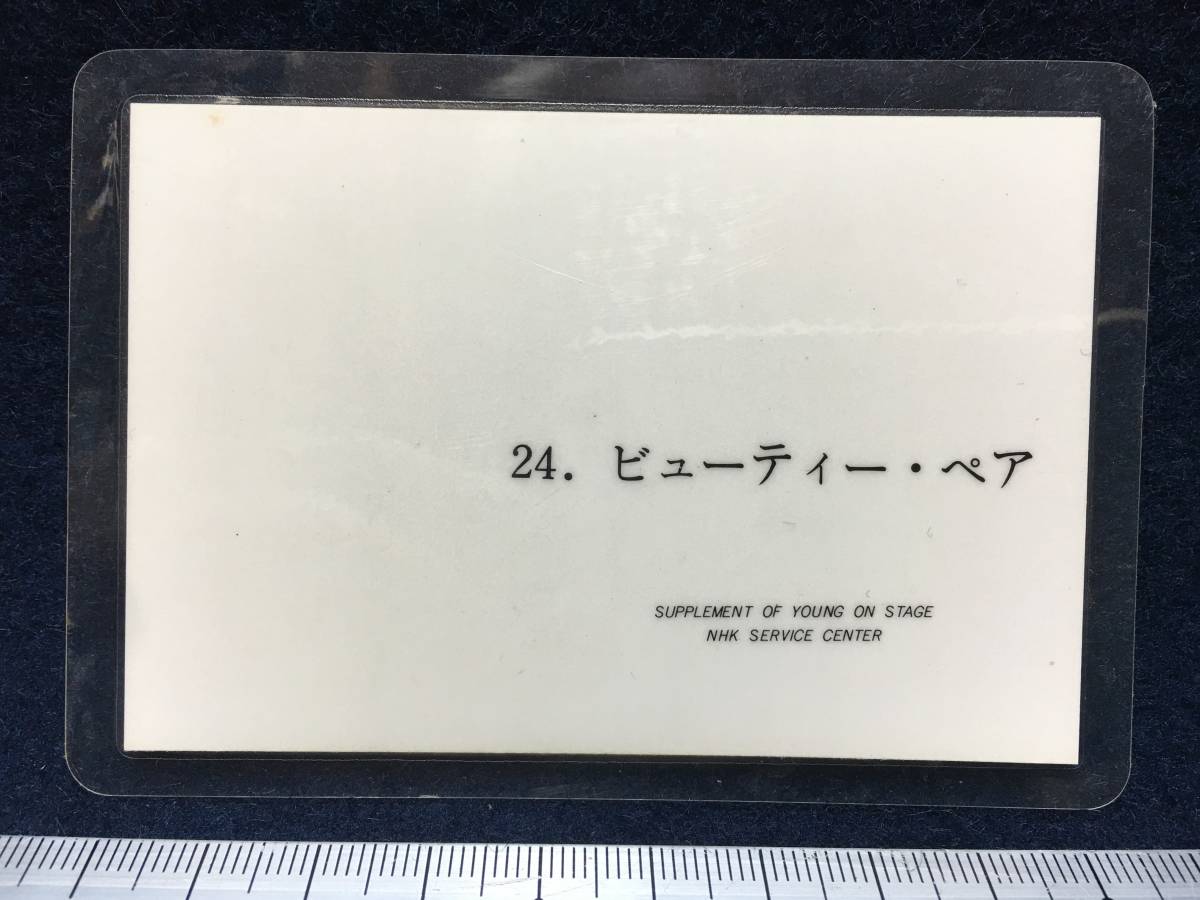 24. ビューティー・ペア
SUPPLEMENT OF YOUNG ON STAGE
NHK SERVICE CENTER